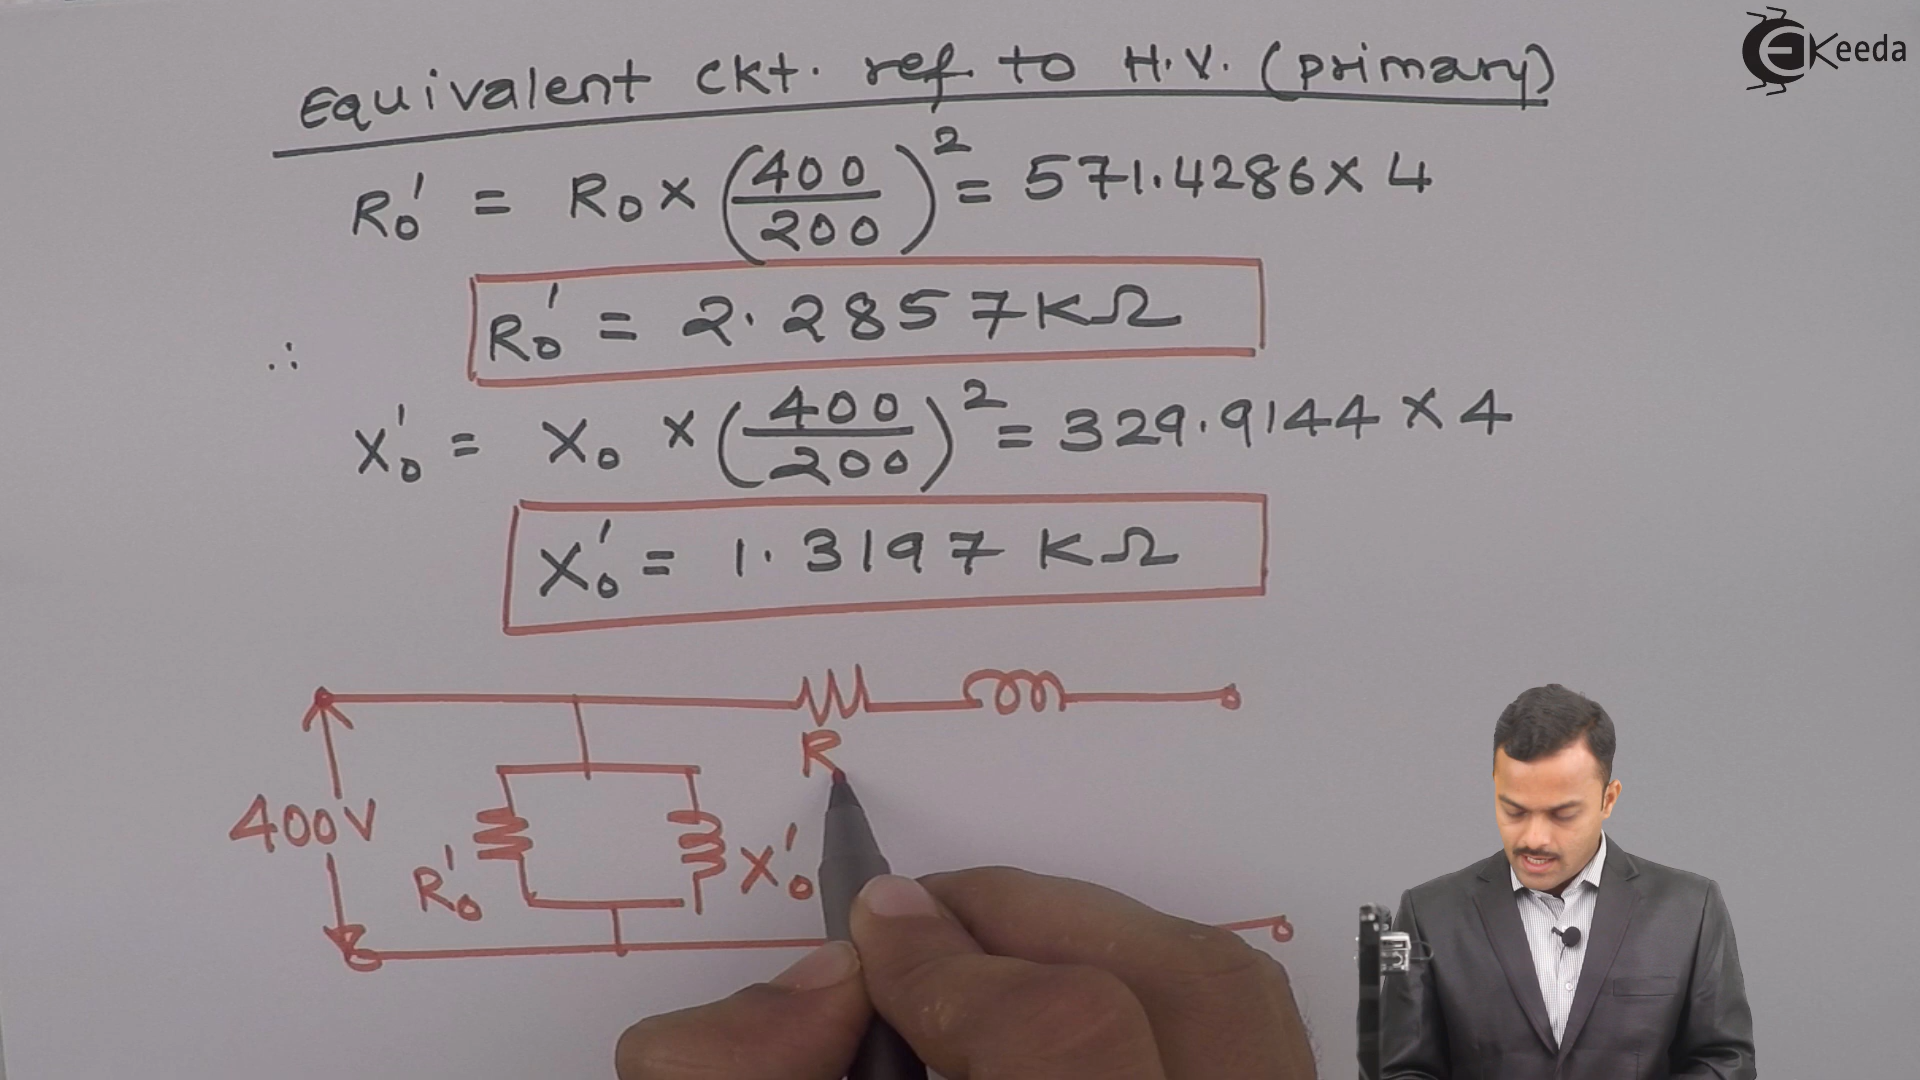 EKeeda
Equivalent ckt. ref. to H.V. (primary)
R₀' = R₀ × (400/200)² = 571.4286 × 4
∴ R₀' = 2.2857 KΩ
X₀' = X₀ × (400/200)² = 329.9144 × 4
X₀' = 1.3197 KΩ
R
400V
R₀' X₀'